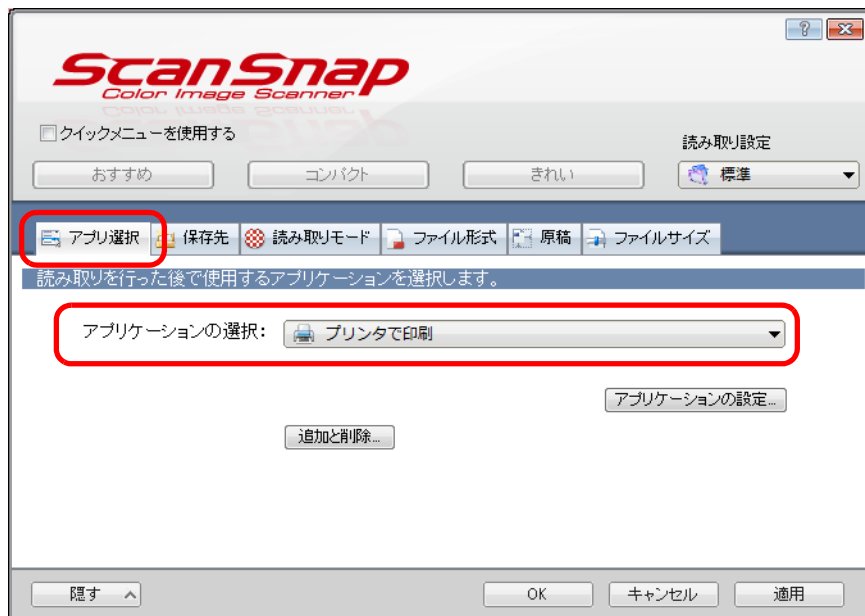 ScanSnap
Color Image Scanner
クイックメニューを使用する
読み取り設定
おすすめ
コンパクト
きれい
標準
アプリ選択
保存先
読み取りモード
ファイル形式
原稿
ファイルサイズ
読み取りを行った後で使用するアプリケーションを選択します。
アプリケーションの選択:
プリンタで印刷
アプリケーションの設定...
追加と削除...
隠す
OK
キャンセル
適用